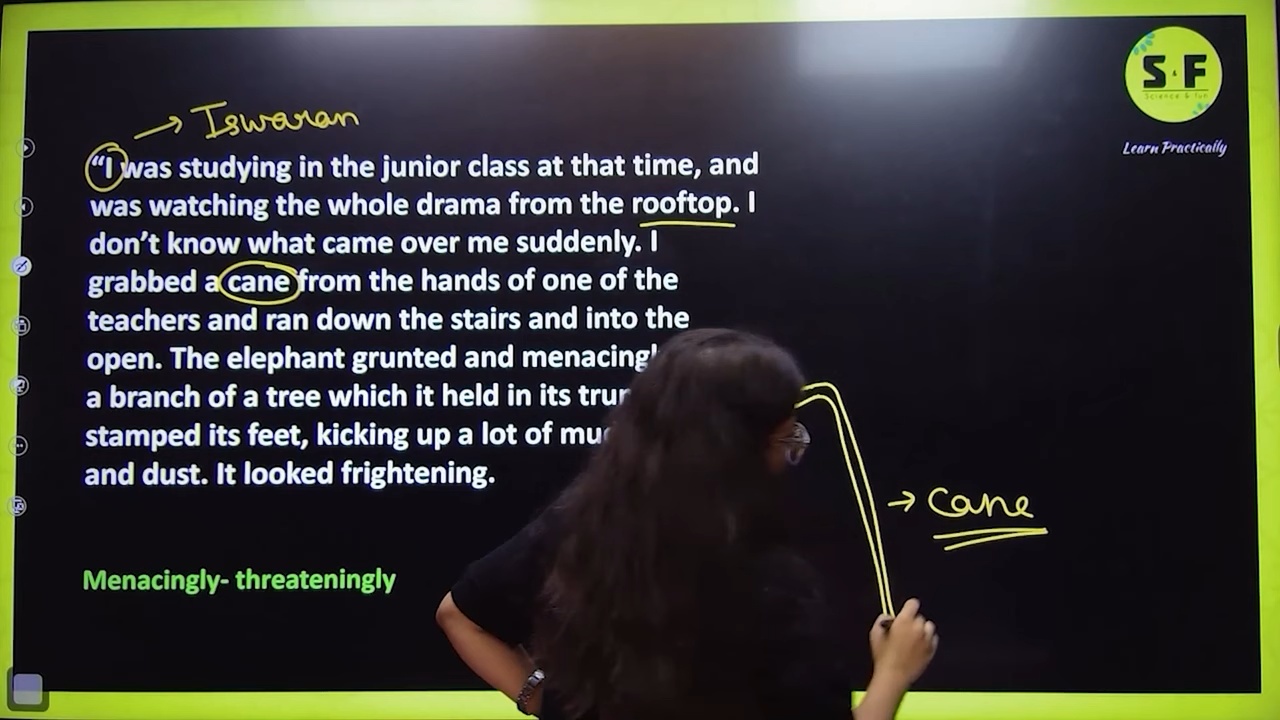 S&F
Science & fun
Learn Practically
→ Iswaran
“I was studying in the junior class at that time, and
was watching the whole drama from the rooftop. I
don’t know what came over me suddenly. I
grabbed a cane from the hands of one of the
teachers and ran down the stairs and into the
open. The elephant grunted and
a branch of a tree which it held in its
stamped its feet, kicking up a lot of
and dust. It looked frightening.
→ cane
Menacingly- threateningly